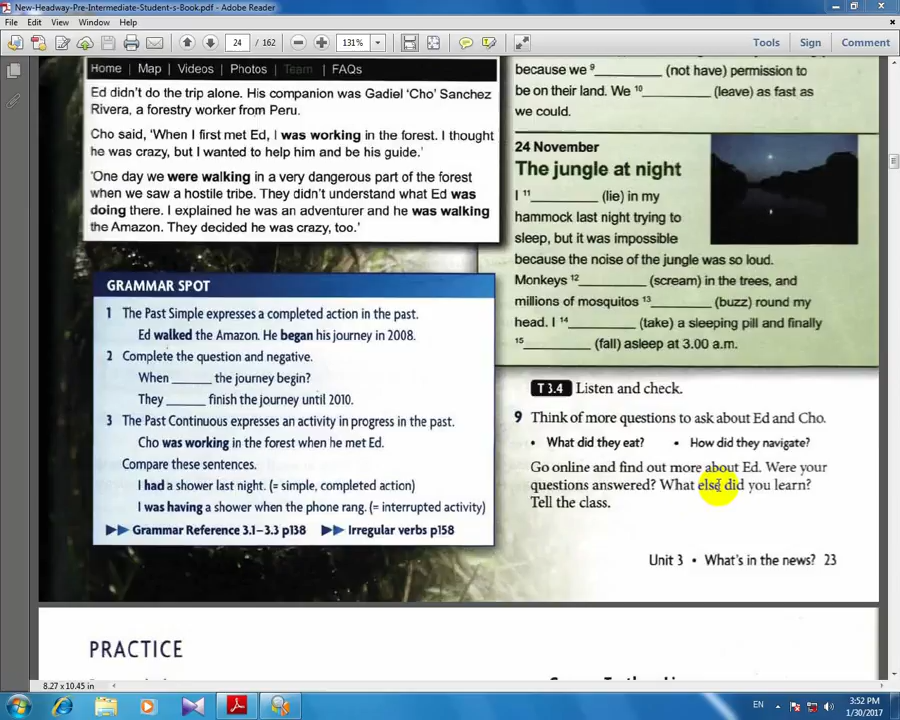 New-Headway-Pre-Intermediate-Student-s-Book.pdf - Adobe Reader
File Edit View Window Help
24 / 162 131% Tools Sign Comment
Home | Map | Videos | Photos | Team | FAQs
Ed didn't do the trip alone. His companion was Gadiel 'Cho' Sanchez
Rivera, a forestry worker from Peru.
Cho said, 'When I first met Ed, I was working in the forest. I thought
he was crazy, but I wanted to help him and be his guide.'
'One day we were walking in a very dangerous part of the forest
when we saw a hostile tribe. They didn't understand what Ed was
doing there. I explained he was an adventurer and he was walking
the Amazon. They decided he was crazy, too.'
GRAMMAR SPOT
1 The Past Simple expresses a completed action in the past.
Ed walked the Amazon. He began his journey in 2008.
2 Complete the question and negative.
When ______ the journey begin?
They ______ finish the journey until 2010.
3 The Past Continuous expresses an activity in progress in the past.
Cho was working in the forest when he met Ed.
Compare these sentences.
I had a shower last night. (= simple, completed action)
I was having a shower when the phone rang. (= interrupted activity)
Grammar Reference 3.1–3.3 p138 Irregular verbs p158
because we 9__________ (not have) permission to
be on their land. We 10__________ (leave) as fast as
we could.
24 November
The jungle at night
I 11__________ (lie) in my
hammock last night trying to
sleep, but it was impossible
because the noise of the jungle was so loud.
Monkeys 12__________ (scream) in the trees, and
millions of mosquitos 13__________ (buzz) round my
head. I 14__________ (take) a sleeping pill and finally
15__________ (fall) asleep at 3.00 a.m.
T 3.4 Listen and check.
9 Think of more questions to ask about Ed and Cho.
• What did they eat? • How did they navigate?
Go online and find out more about Ed. Were your
questions answered? What else did you learn?
Tell the class.
Unit 3 • What's in the news? 23
PRACTICE
8.27 x 10.45 in
EN 3:52 PM
1/30/2017